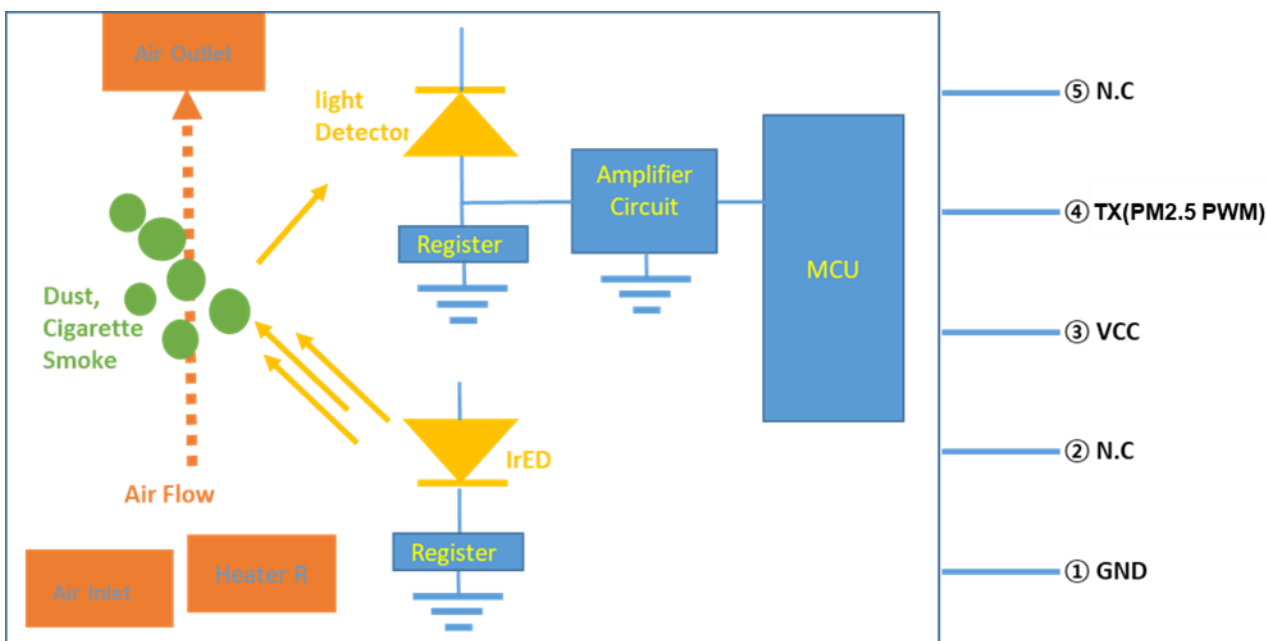 Air Outlet
light
Detector
Amplifier
Circuit
Register
MCU
Dust,
Cigarette
Smoke
IrED
Air Flow
Register
Air Inlet
Heater R
⑤ N.C
④ TX(PM2.5 PWM)
③ VCC
② N.C
① GND